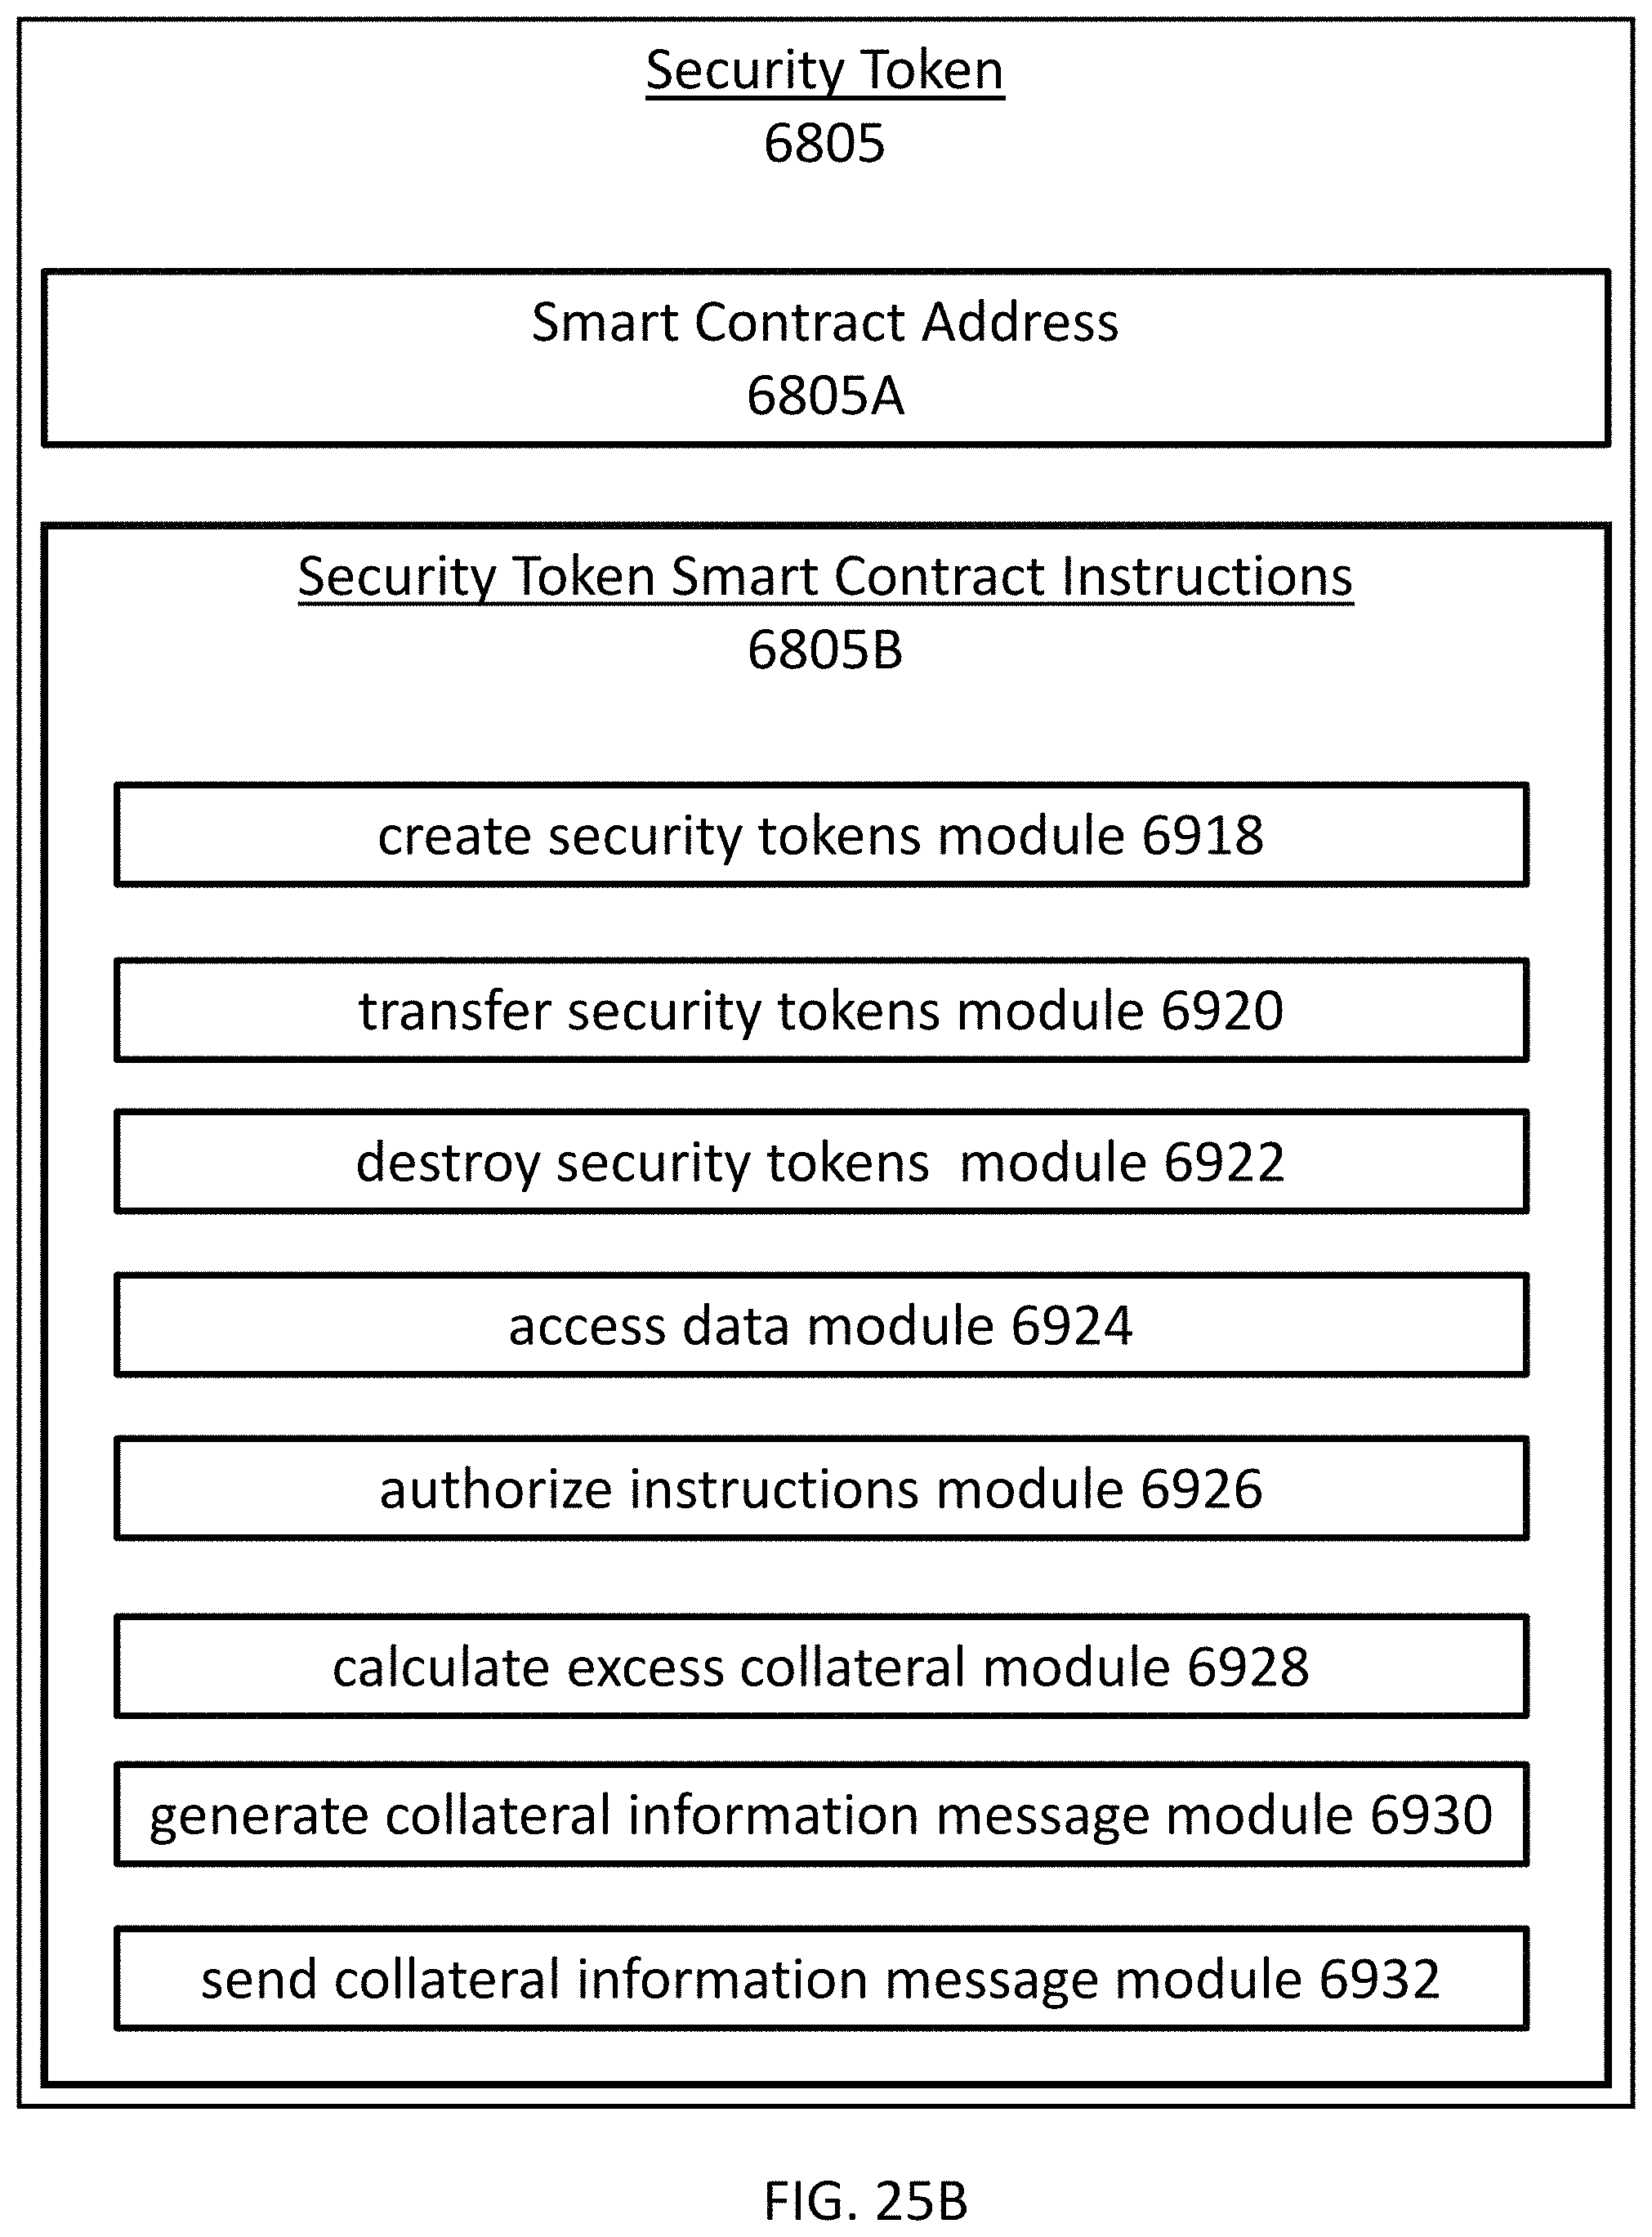 Security Token
6805
Smart Contract Address
6805A
Security Token Smart Contract Instructions
6805B
create security tokens module 6918
transfer security tokens module 6920
destroy security tokens  module 6922
access data module 6924
authorize instructions module 6926
calculate excess collateral module 6928
generate collateral information message module 6930
send collateral information message module 6932
FIG. 25B